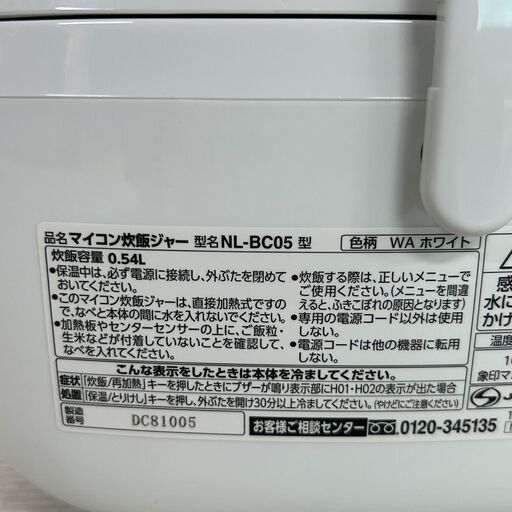 品名 マイコン炊飯ジャー 型名 NL-BC05 型
色柄 WA ホワイト
炊飯容量 0.54L
●保温中は、必ず電源に接続し、外ぶたを閉めておいてください。
●このマイコン炊飯ジャーは、直接加熱式ですので、なべと本体の間に水を入れないでください。
●加熱板やセンターセンサーの上に、ご飯粒・生米などが付着していないことを確認して、なべを入れてください。
●炊飯する際は、正しいメニューでご使用ください。(メニューを間違えると、ふきこぼれの原因となります)
●専用の電源コード以外は使用しない。
●電源コードは他の機器に転用しない。
こんな表示をしたときは本体を冷ましてください。
症状 「炊飯/再加熱」キーを押したときにブザーが鳴り表示部にH01・H02の表示が出た場合
処置 「保温/とりけし」キーを押し、外ぶたを開け30分以上冷ましてください。(やけどにご注意ください)
製造番号 DC81005
お客様ご相談センター 0120-345135
感
水に
かけ
温度
象印マ